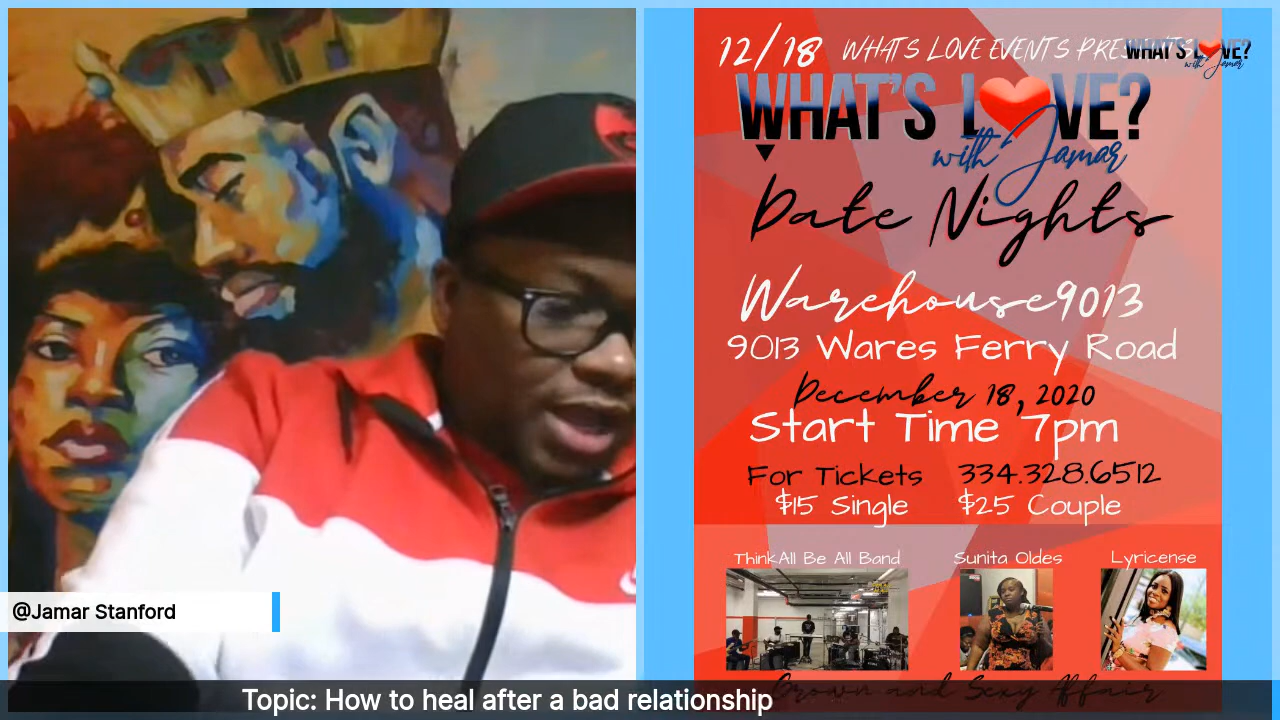 @Jamar Stanford
12/18 WHATS LOVE EVENTS
WHAT'S LOVE?
with Jamar
WHAT'S LOVE?
with Jamar
Date Nights
Warehouse9013
9013 Wares Ferry Road
December 18, 2020
Start Time 7pm
For Tickets 334.328.6512
$15 Single $25 Couple
ThinkAll Be All Band Sunita Oldes Lyricense
Grown and Sexy Affair
Topic: How to heal after a bad relationship